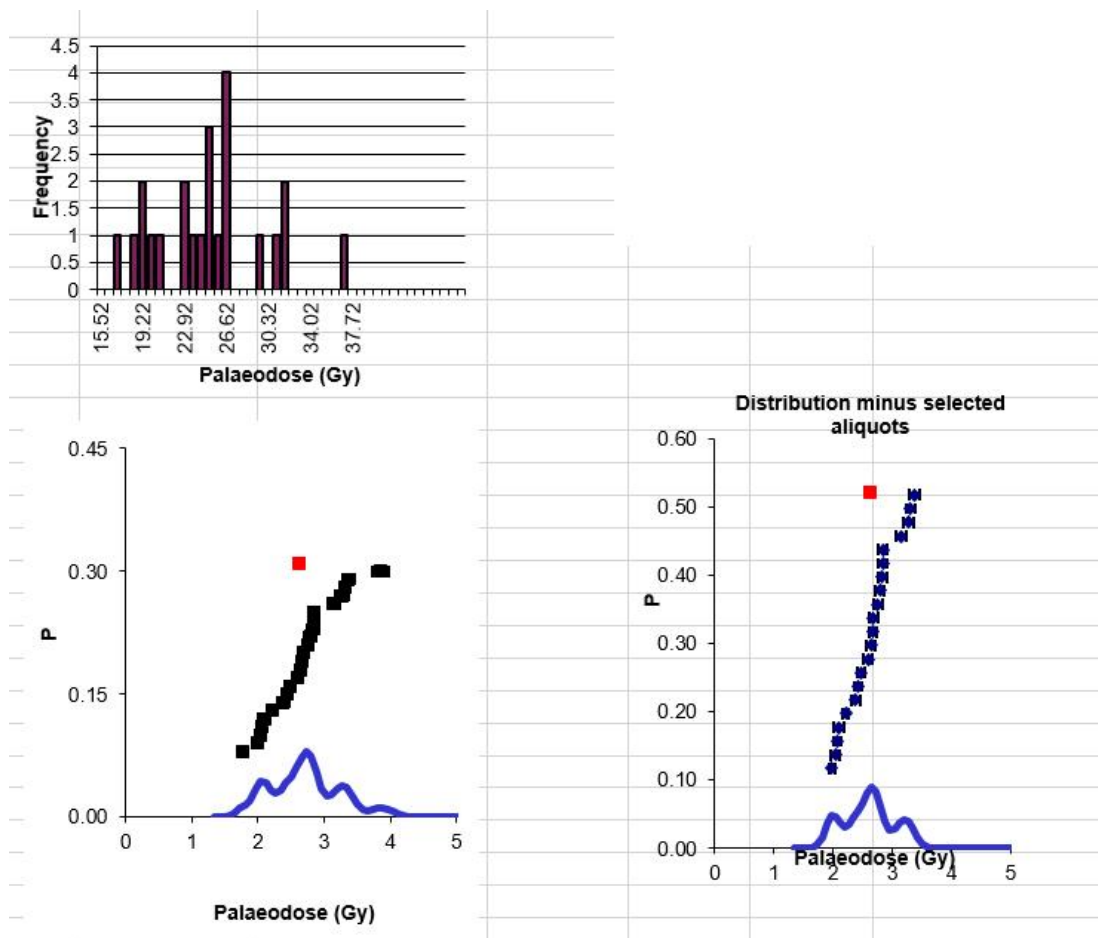 4.5
4
3.5
3
2.5
2
1.5
1
0.5
0
Frequency
15.52
19.22
22.92
26.62
30.32
34.02
37.72
Palaeodose (Gy)
0.45
0.30
0.15
0.00
P
0 1 2 3 4 5
Palaeodose (Gy)
Distribution minus selected
aliquots
0.60
0.50
0.40
0.30
0.20
0.10
0.00
P
Palaeodose (Gy)
0 1 2 3 4 5